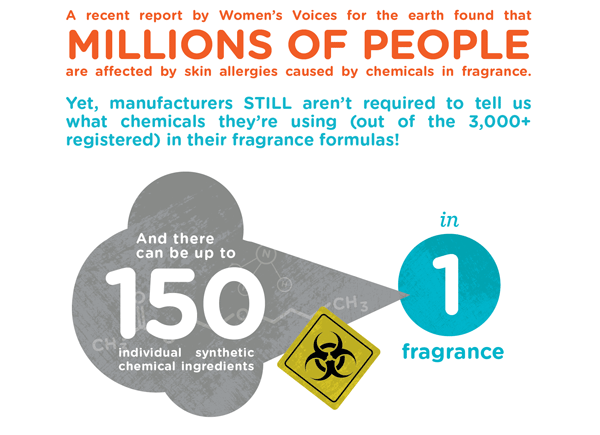 A recent report by Women's Voices for the earth found that
MILLIONS OF PEOPLE
are affected by skin allergies caused by chemicals in fragrance.
Yet, manufacturers STILL aren't required to tell us
what chemicals they're using (out of the 3,000+
registered) in their fragrance formulas!
And there
can be up to
150
individual synthetic
chemical ingredients
CH3
N
CH3
in
1
fragrance